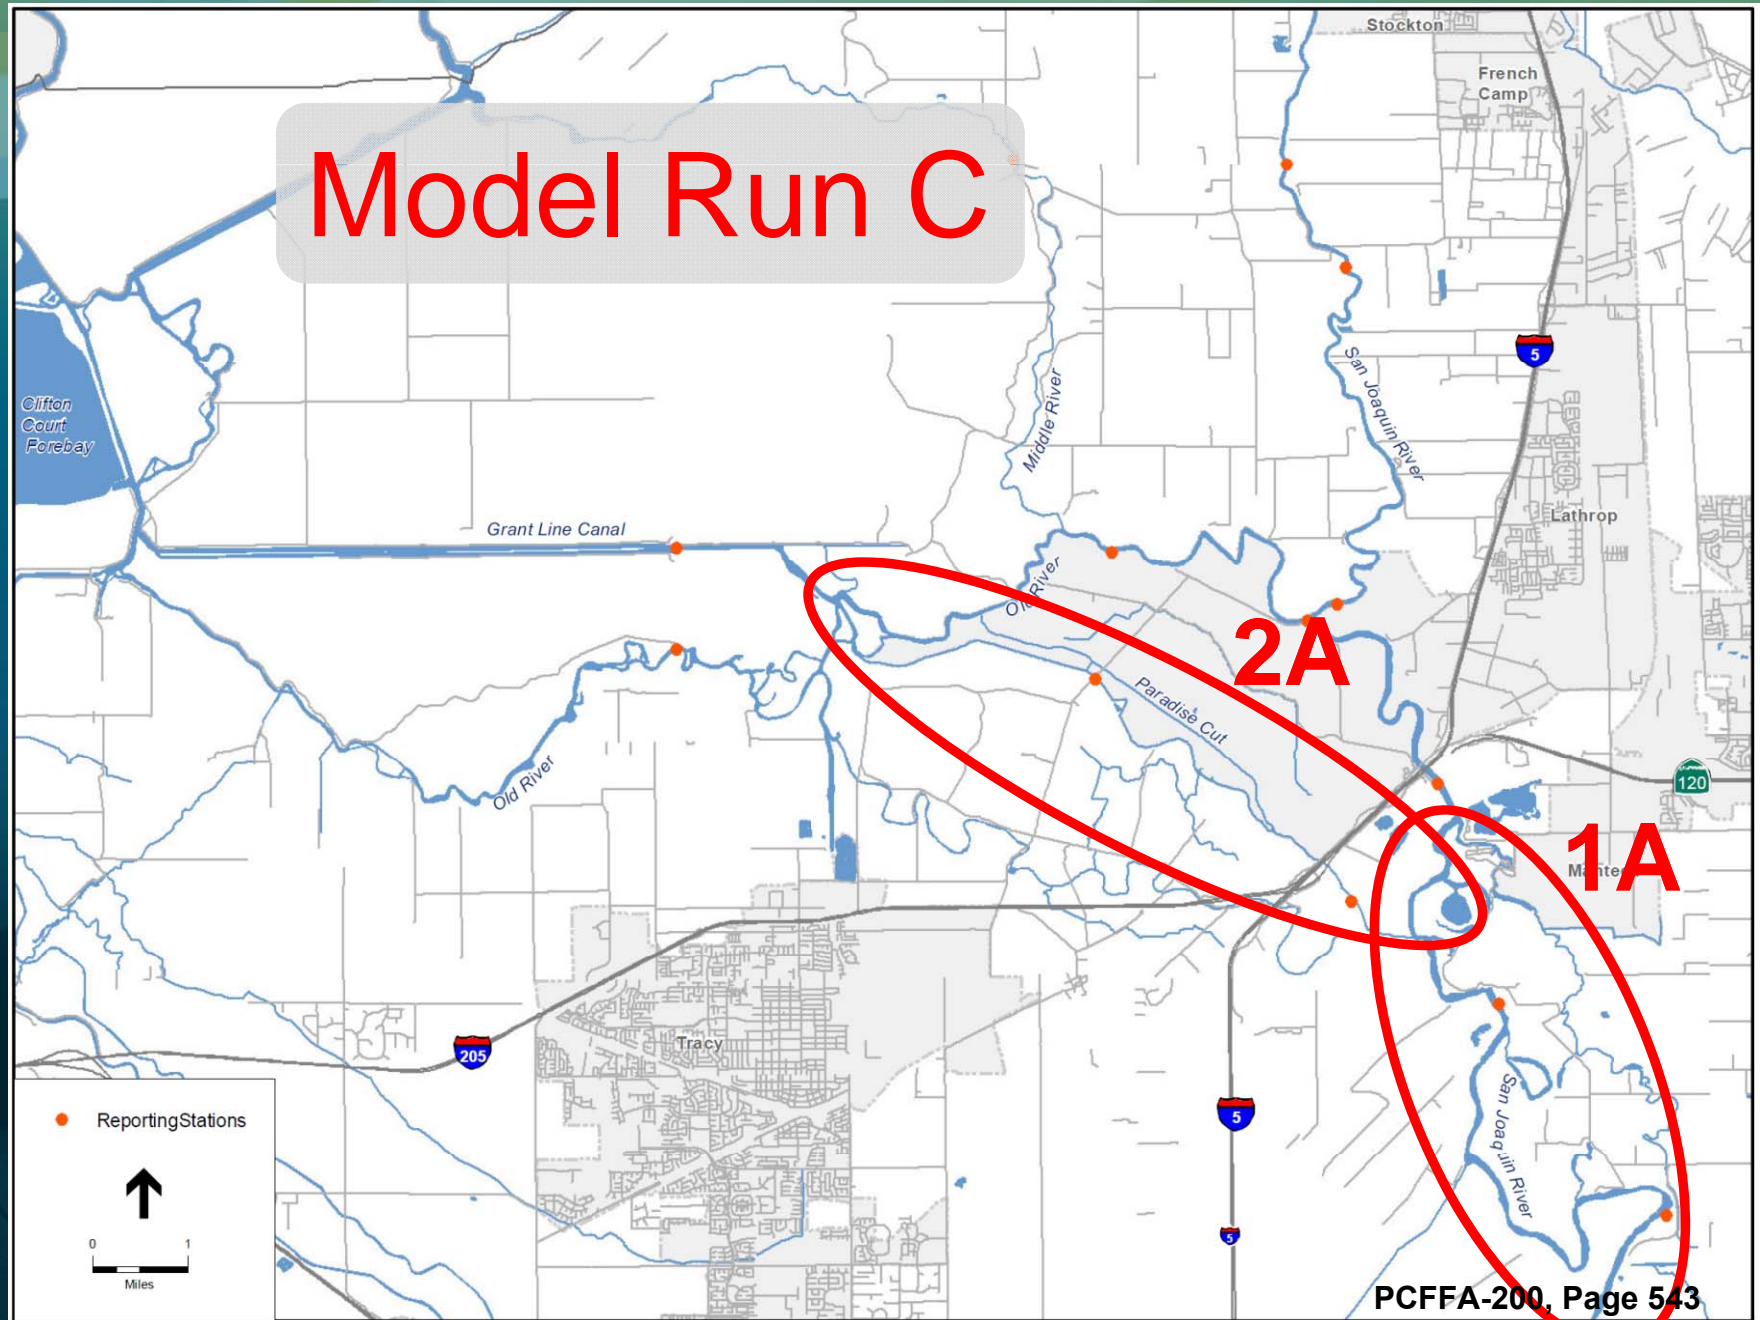 Stockton
French
Camp
Model Run C
5
San Joaquin River
Clifton
Court
Forebay
Middle River
Lathrop
Grant Line Canal
Old River
2A
Paradise Cut
120
Old River
1A
Tracy
205
5
San Joaquin River
ReportingStations
0 1
Miles
5
PCFFA-200, Page 543